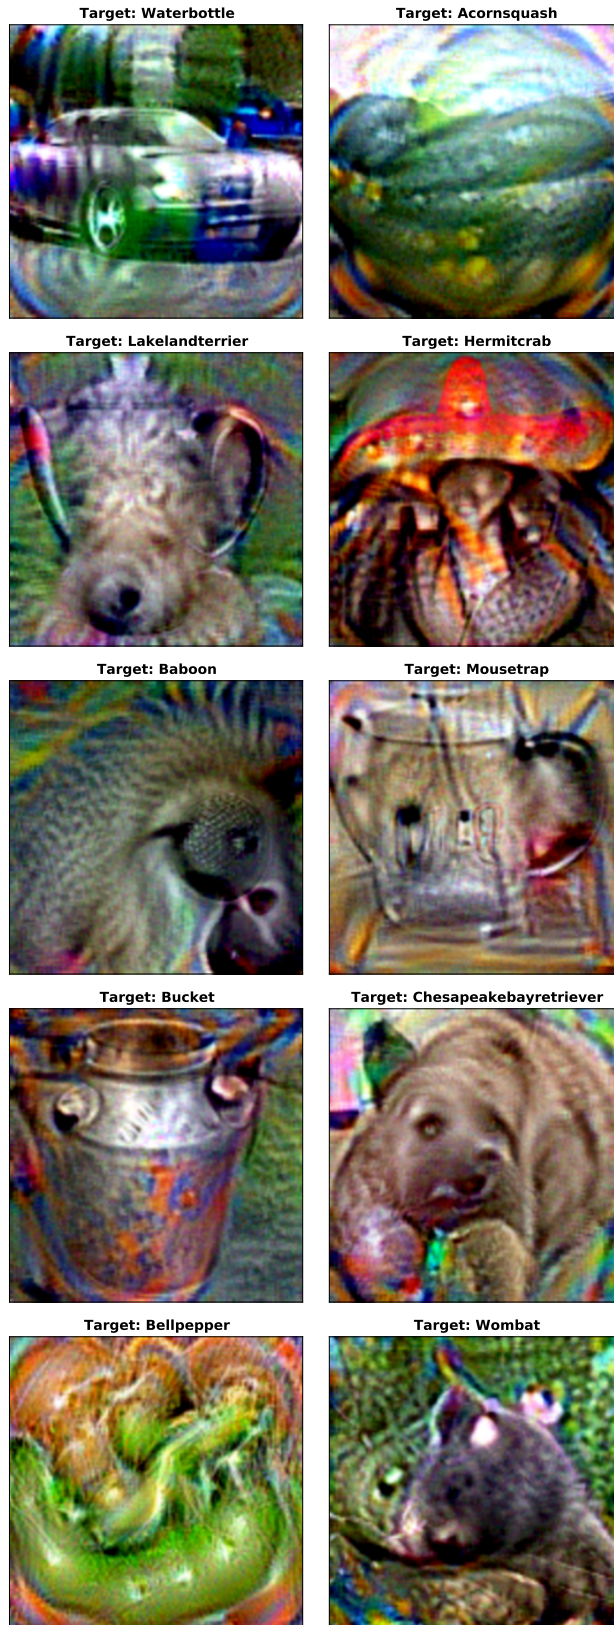 Target: Waterbottle
Target: Acornsquash
Target: Lakelandterrier
Target: Hermitcrab
Target: Baboon
Target: Mousetrap
Target: Bucket
Target: Chesapeakebayretriever
Target: Bellpepper
Target: Wombat